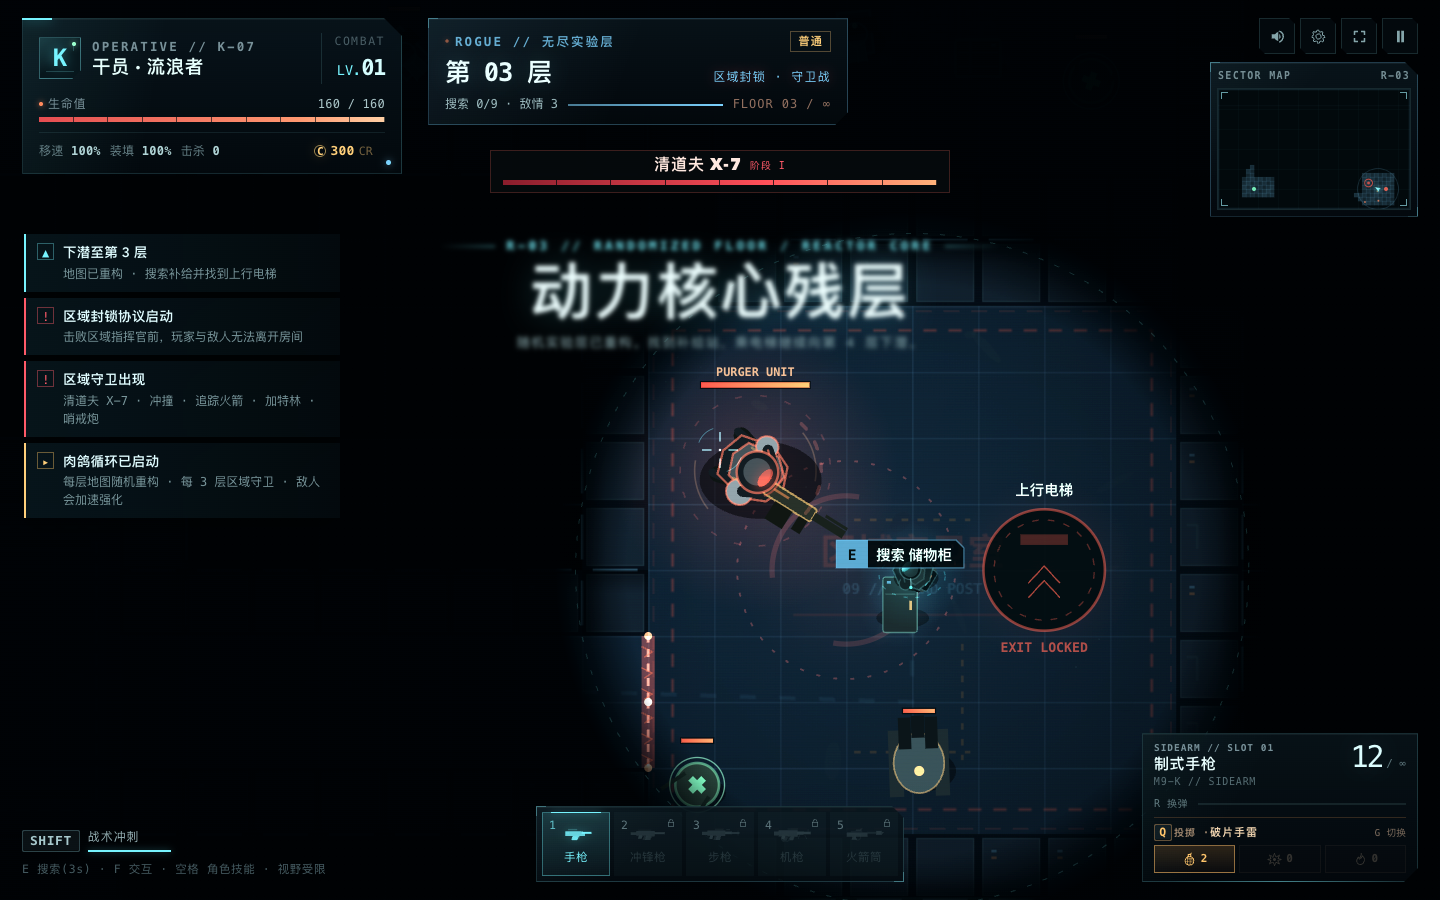 K
OPERATIVE // K-07
干员·流浪者
COMBAT
LV.01
生命值
160 / 160
移速 100% 装填 100% 击杀 0
C 300 CR
ROGUE // 无尽实验层
普通
第 03 层
区域封锁 · 守卫战
搜索 0/9 · 敌情 3
FLOOR 03 / ∞
清道夫 X-7 阶段 I
SECTOR MAP
R-03
下潜至第 3 层
地图已重构 · 搜索补给并找到上行电梯
区域封锁协议启动
击败区域指挥官前，玩家与敌人无法离开房间
区域守卫出现
清道夫 X-7 · 冲撞 · 追踪火箭 · 加特林 ·
哨戒炮
肉鸽循环已启动
每层地图随机重构 · 每 3 层区域守卫 · 敌人
会加速强化
R-03 // RANDOMIZED FLOOR / REACTOR CORE
动力核心残层
PURGER UNIT
上行电梯
E 搜索 储物柜
EXIT LOCKED
SHIFT 战术冲刺
E 搜索(3s) · F 交互 · 空格 角色技能 · 视野受限
1 手枪
2 冲锋枪
3 步枪
4 机枪
5 火箭筒
SIDEARM // SLOT 01
制式手枪
12 / ∞
M9-K // SIDEARM
R 换弹
Q 投掷 ·破片手雷
G 切换
2
0
0